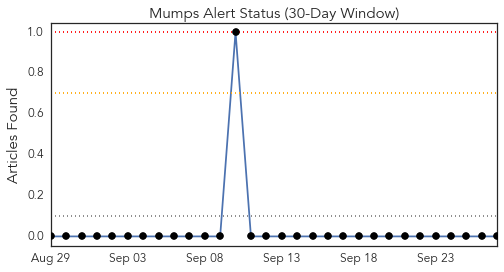 Mumps Alert Status (30-Day Window)
Articles Found
1.0
0.8
0.6
0.4
0.2
0.0
Aug 29 Sep 03 Sep 08 Sep 13 Sep 18 Sep 23